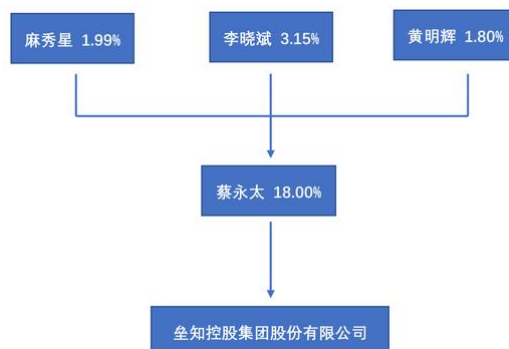 麻秀星 1.99%
李晓斌 3.15%
黄明辉 1.80%
蔡永太 18.00%
垒知控股集团股份有限公司